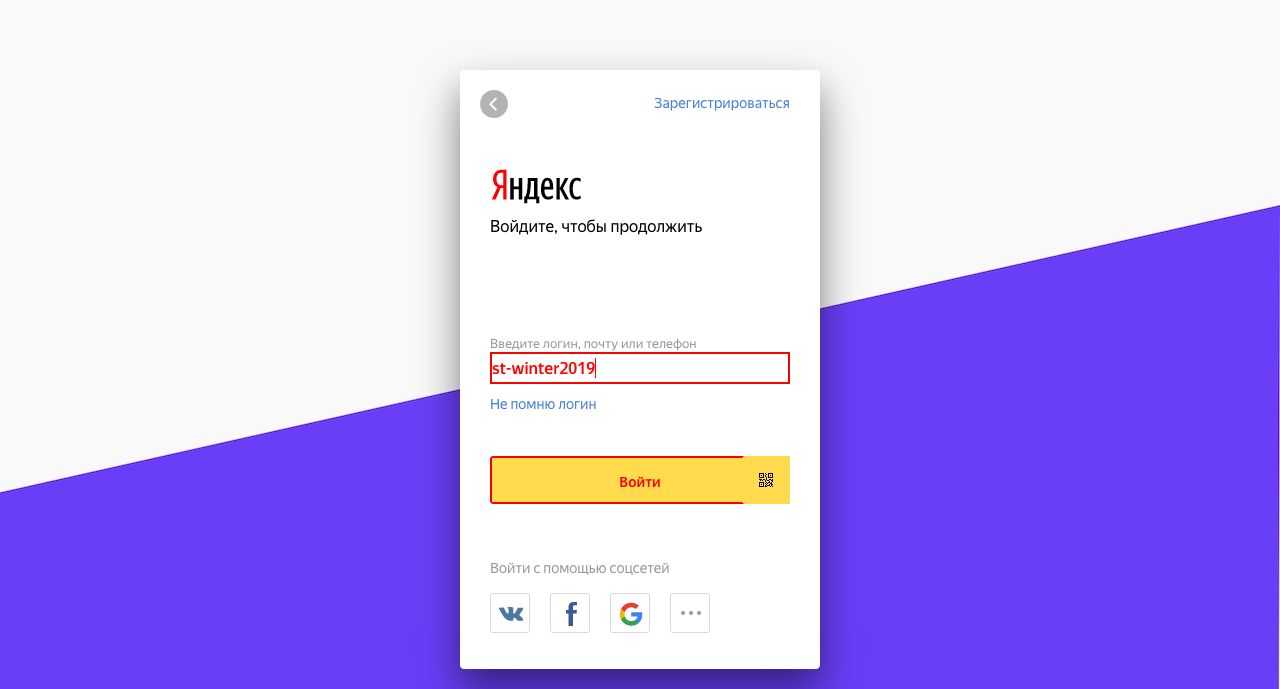 Зарегистрироваться
Яндекс
Войдите, чтобы продолжить
Введите логин, почту или телефон
st-winter2019
Не помню логин
Войти
Войти с помощью соцсетей